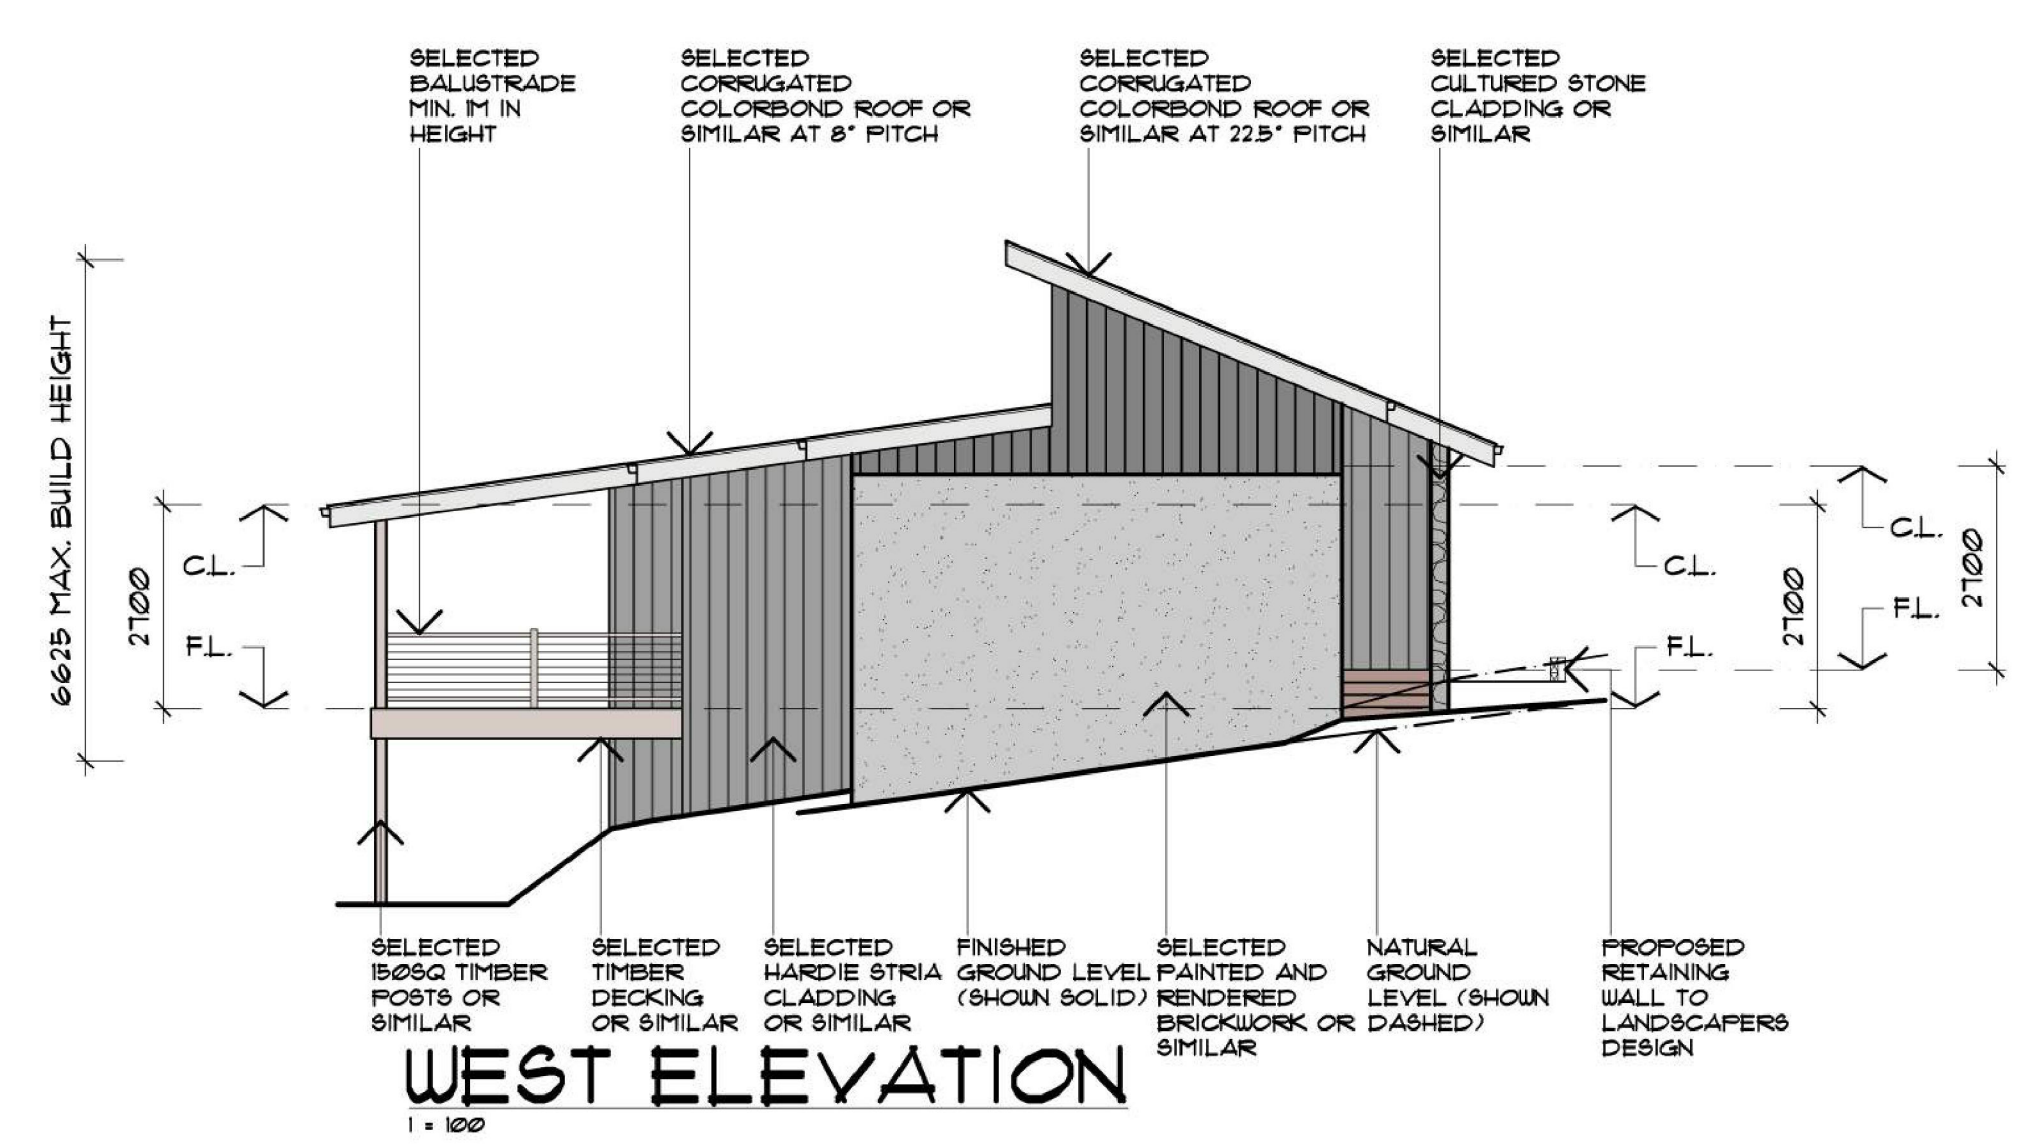 SELECTED
BALUSTRADE
MIN. 1M IN
HEIGHT
SELECTED
CORRUGATED
COLORBOND ROOF OR
SIMILAR AT 8° PITCH
SELECTED
CORRUGATED
COLORBOND ROOF OR
SIMILAR AT 22.5° PITCH
SELECTED
CULTURED STONE
CLADDING OR
SIMILAR
6625 MAX. BUILD HEIGHT
2700
C.L.
F.L.
C.L.
F.L.
2700
C.L.
F.L.
2700
SELECTED
150SQ TIMBER
POSTS OR
SIMILAR
SELECTED
TIMBER
DECKING
OR SIMILAR
SELECTED
HARDIE STRIA
CLADDING
OR SIMILAR
FINISHED
GROUND LEVEL
(SHOWN SOLID)
SELECTED
PAINTED AND
RENDERED
BRICKWORK OR
SIMILAR
NATURAL
GROUND
LEVEL (SHOWN
DASHED)
PROPOSED
RETAINING
WALL TO
LANDSCAPERS
DESIGN
WEST ELEVATION
1 = 100